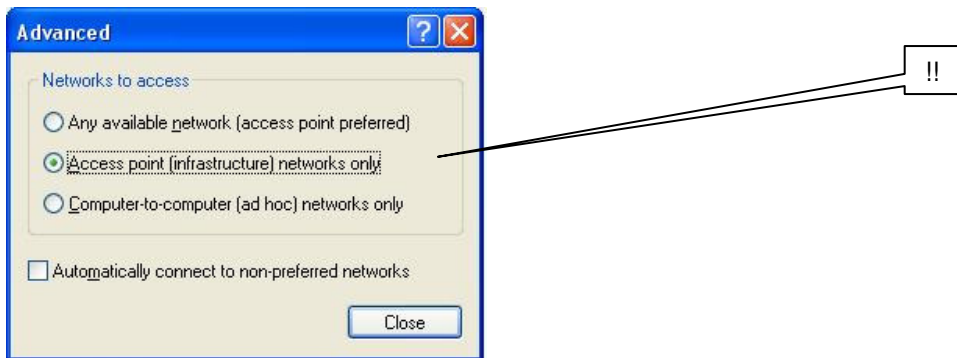 Advanced
Networks to access
Any available network (access point preferred)
Access point (infrastructure) networks only
Computer-to-computer (ad hoc) networks only
Automatically connect to non-preferred networks
Close
!!